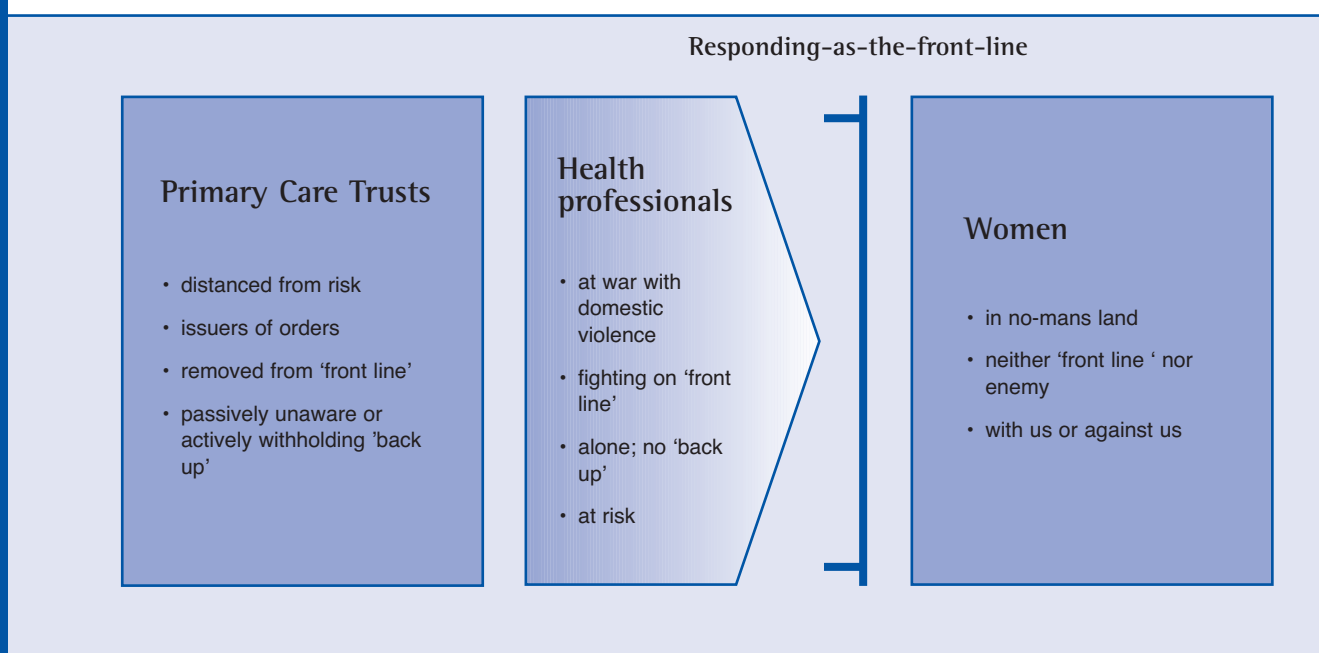 Responding-as-the-front-line
Primary Care Trusts
• distanced from risk
• issuers of orders
• removed from ‘front line’
• passively unaware or
actively withholding ’back
up’
Health
professionals
• at war with
domestic
violence
• fighting on ‘front
line’
• alone; no ‘back
up’
• at risk
Women
• in no-mans land
• neither ‘front line ‘ nor
enemy
• with us or against us